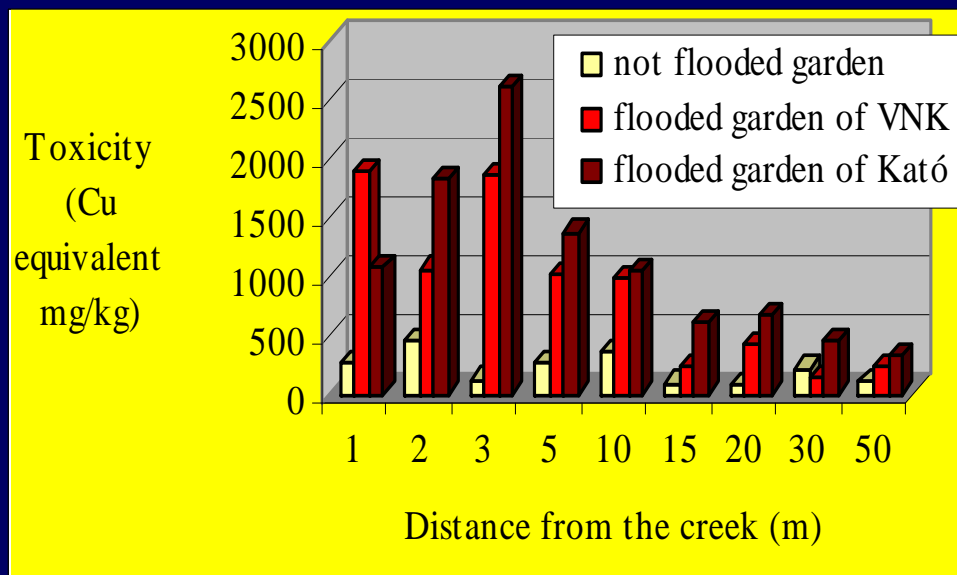 Toxicity
(Cu
equivalent
mg/kg)
3000
2500
2000
1500
1000
500
0
not flooded garden
flooded garden of VNK
flooded garden of Kató
1 2 3 5 10 15 20 30 50
Distance from the creek (m)